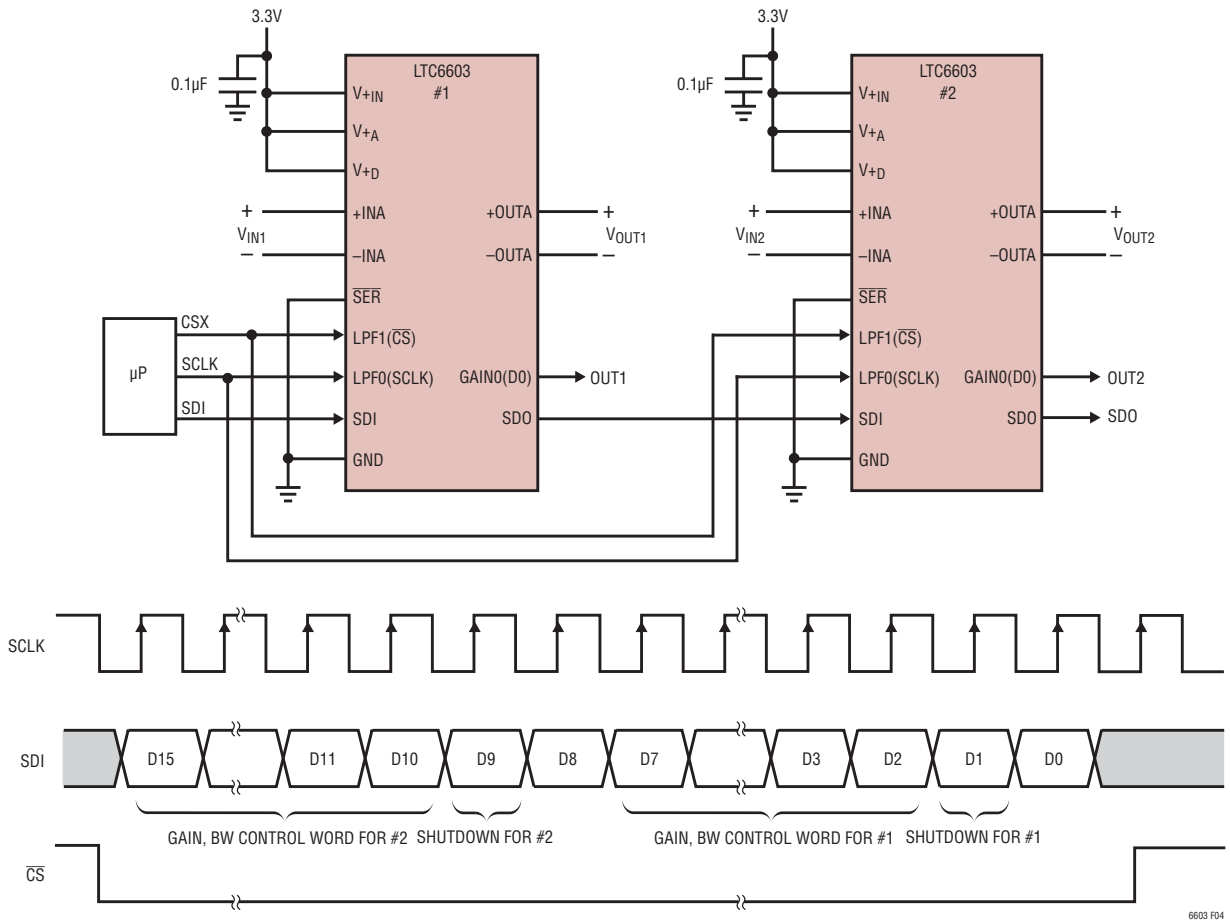 3.3V
0.1µF
LTC6603
#1
V+IN
V+A
V+D
+INA
–INA
SER
LPF1(CS)
LPF0(SCLK)
SDI
GND
+OUTA
–OUTA
GAIN0(D0)
SDO
+
VIN1
–
+
VOUT1
–
OUT1
µP
CSX
SCLK
SDI
3.3V
0.1µF
LTC6603
#2
V+IN
V+A
V+D
+INA
–INA
SER
LPF1(CS)
LPF0(SCLK)
SDI
GND
+OUTA
–OUTA
GAIN0(D0)
SDO
+
VIN2
–
+
VOUT2
–
OUT2
SDO
SCLK
SDI
D15 D11 D10 D9 D8 D7 D3 D2 D1 D0
GAIN, BW CONTROL WORD FOR #2 SHUTDOWN FOR #2 GAIN, BW CONTROL WORD FOR #1 SHUTDOWN FOR #1
CS
6603 F04